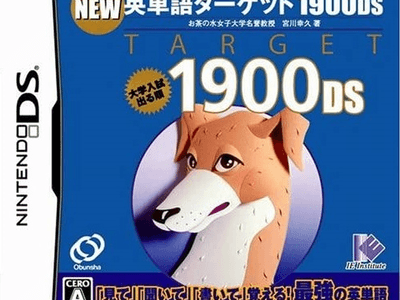 NEW 英単語ターゲット1900DS
お茶の水女子大学名誉教授 宮川幸久 著
TARGET
1900DS
大学入試
出る順
NINTENDO DS
Obunsha
IE Institute
CERO
A
「見て」「聞いて」「書いて」覚える!最強の英単語